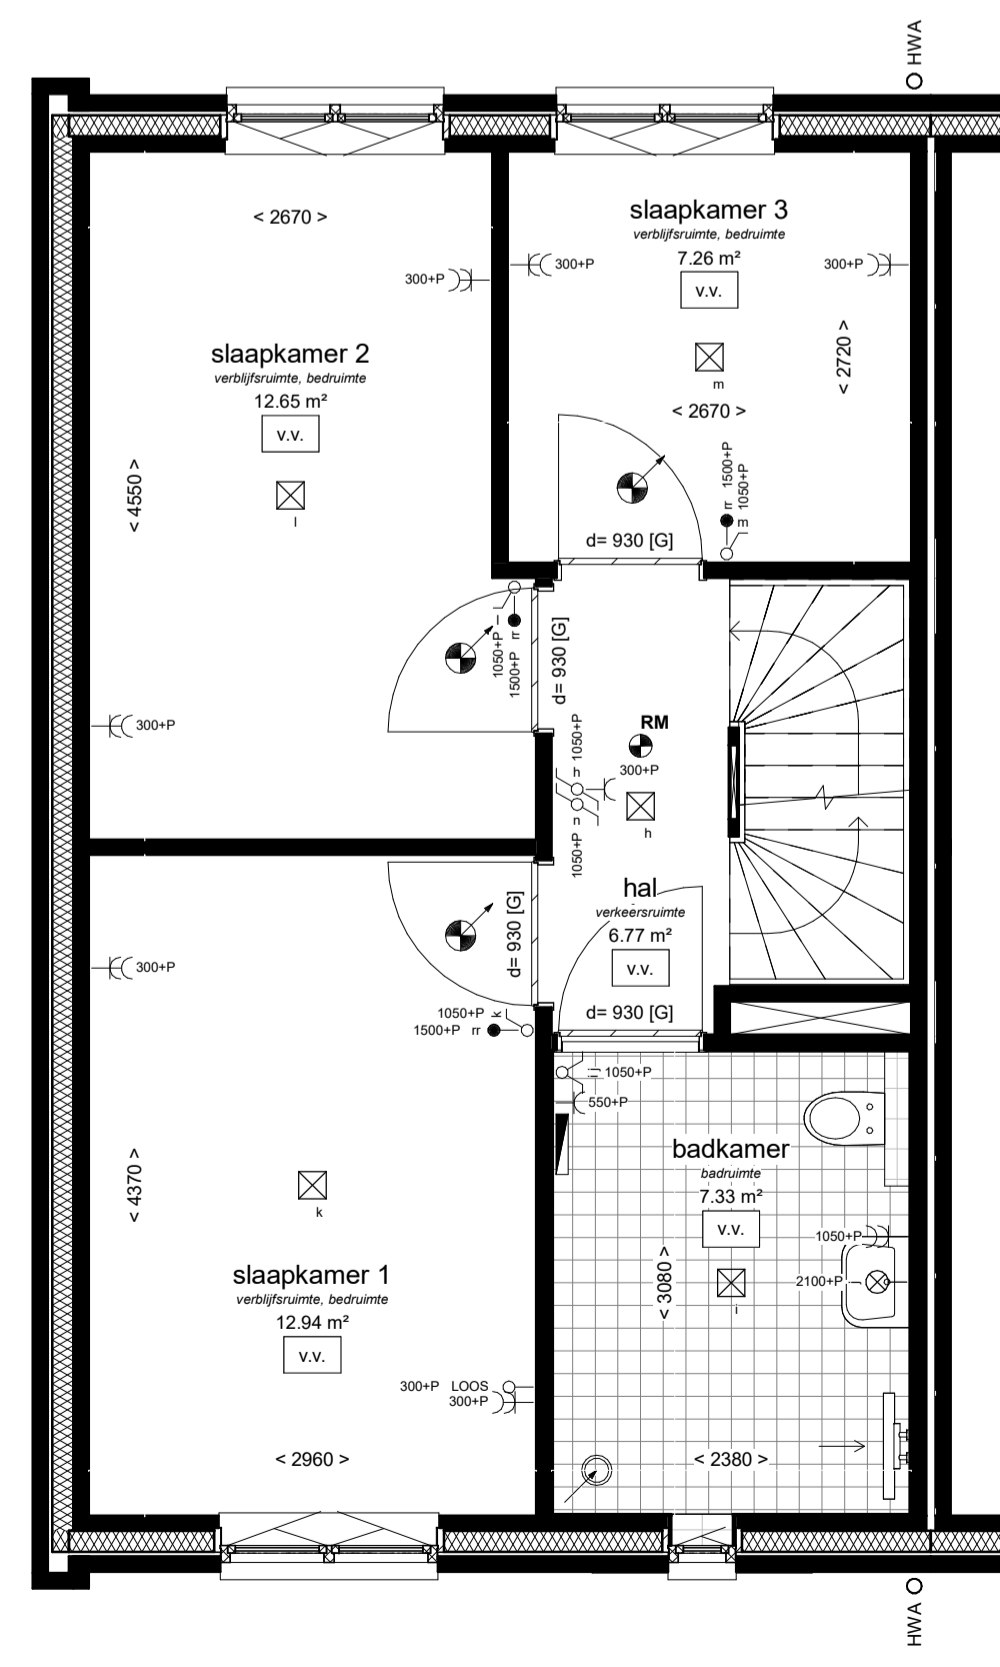 HWA
< 2670 >
300+P
slaapkamer 2
verblijfsruimte, bedruimte
12.65 m²
v.v.
l
< 4550 >
300+P
slaapkamer 3
verblijfsruimte, bedruimte
7.26 m²
v.v.
300+P
300+P
m
< 2670 >
< 2720 >
rr 1500+P
m 1050+P
d= 930 [G]
1050+P l
1500+P rr
d= 930 [G]
RM
h 1050+P
300+P
1050+P n
h
hal
verkeersruimte
6.77 m²
v.v.
d= 930 [G]
d= 930 [G]
300+P
1050+P k
1500+P rr
< 4370 >
k
slaapkamer 1
verblijfsruimte, bedruimte
12.94 m²
v.v.
300+P LOOS
300+P
< 2960 >
1050+P
550+P
badkamer
badruimte
7.33 m²
v.v.
1050+P
2100+P j
< 3080 >
i
< 2380 >
HWA